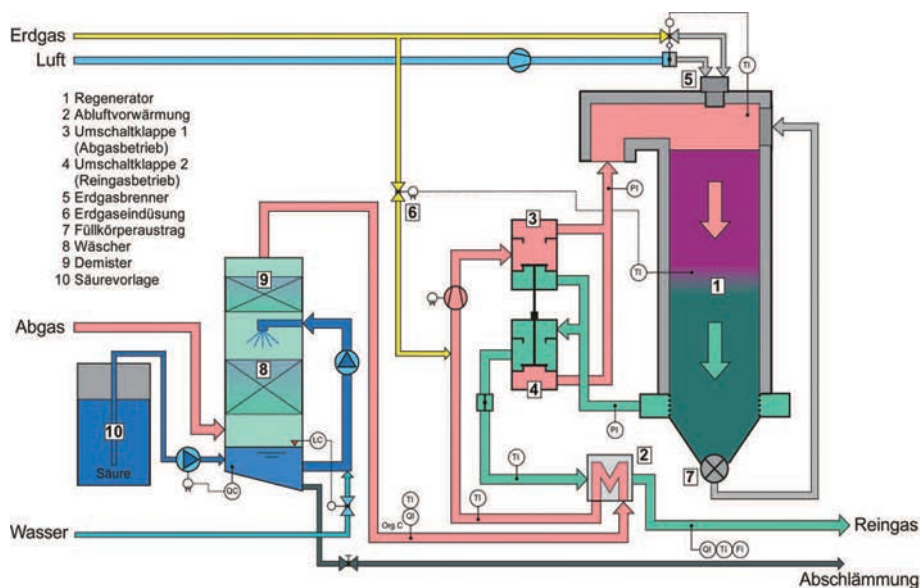 Erdgas
Luft
1 Regenerator
2 Abluftvorwärmung
3 Umschaltklappe 1
(Abgasbetrieb)
4 Umschaltklappe 2
(Reingasbetrieb)
5 Erdgasbrenner
6 Erdgaseindüsung
7 Füllkörperaustrag
8 Wäscher
9 Demister
10 Säurevorlage
5
TI
PI
6
3
TI
1
9
Abgas
8
4
10
Säure
LC
QC
PI
TI
2
7
TI
QI
Org.C
TI
Wasser
Reingas
QI TI FI
Abschlämmung